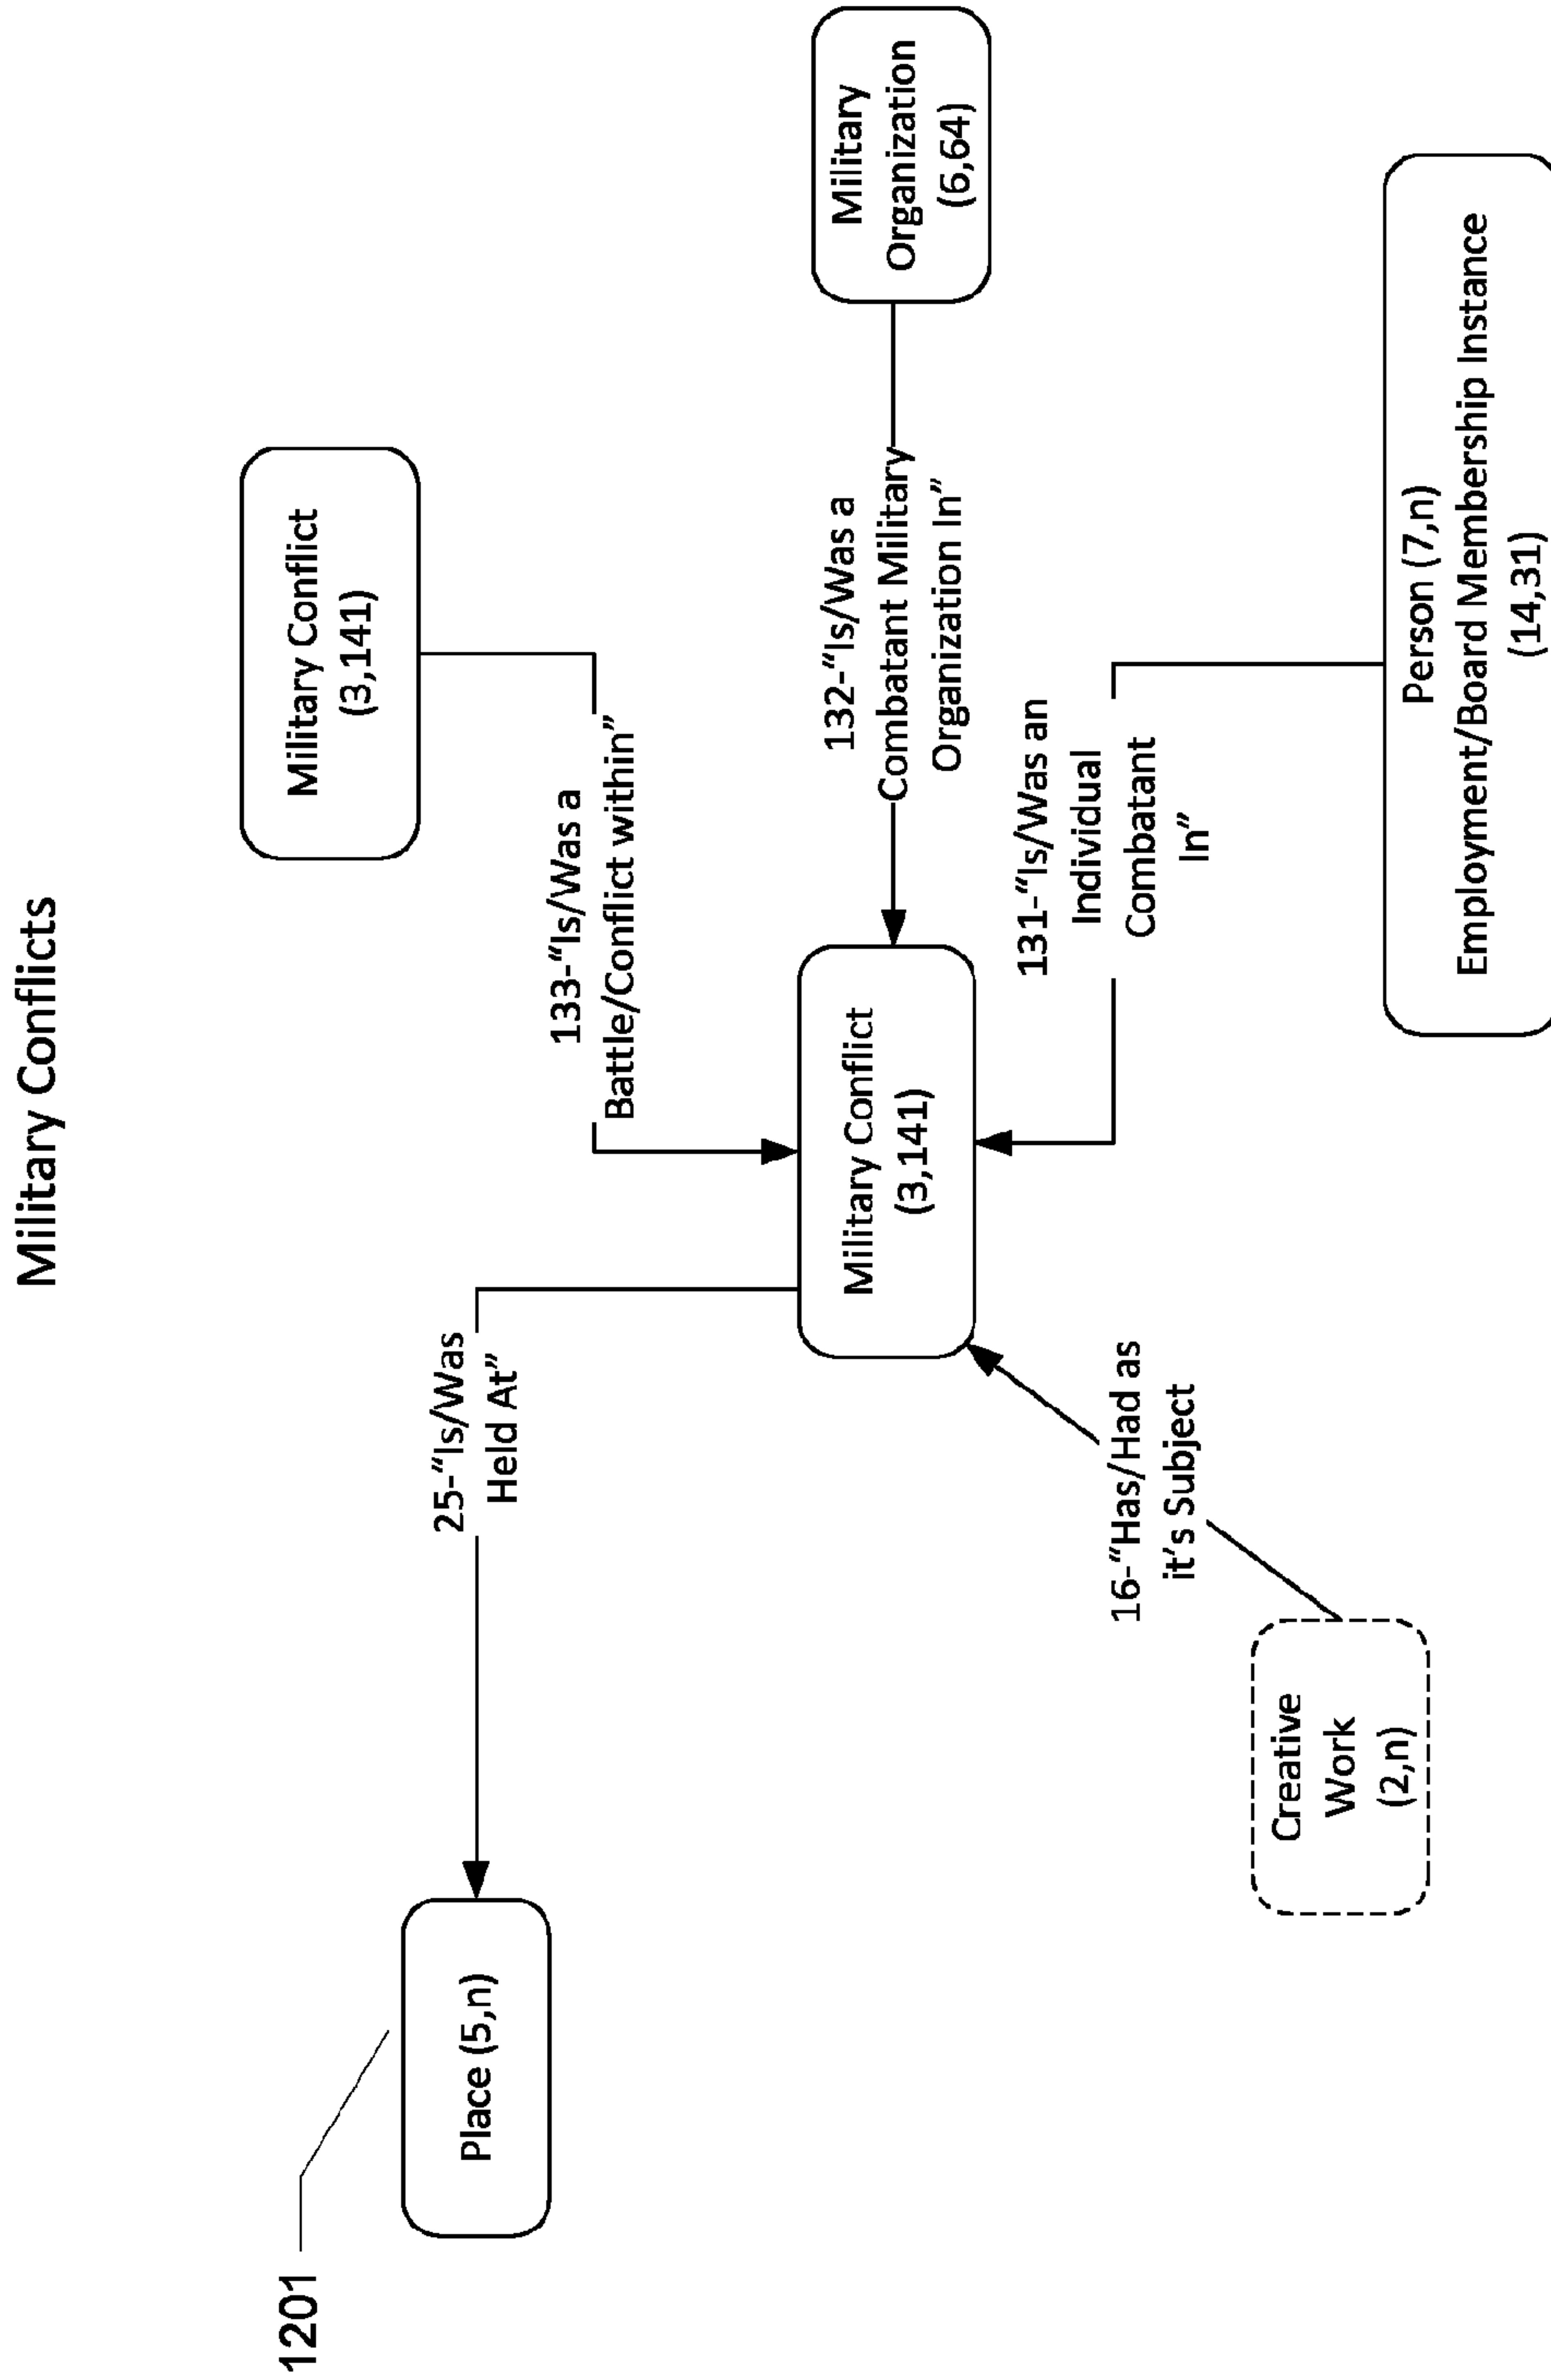 Military Conflicts
1201
Place (5,n)
25-“Is/Was
Held At”
Military Conflict
(3,141)
133-“Is/Was a
Battle/Conflict within”
Military Conflict
(3,141)
132-“Is/Was a
Combatant Military
Organization In”
Military
Organization
(6,64)
131-“Is/Was an
Individual
Combatant
In”
16-“Has/Had as
it’s Subject
Creative
Work
(2,n)
Person (7,n)
Employment/Board Membership Instance
(14,31)